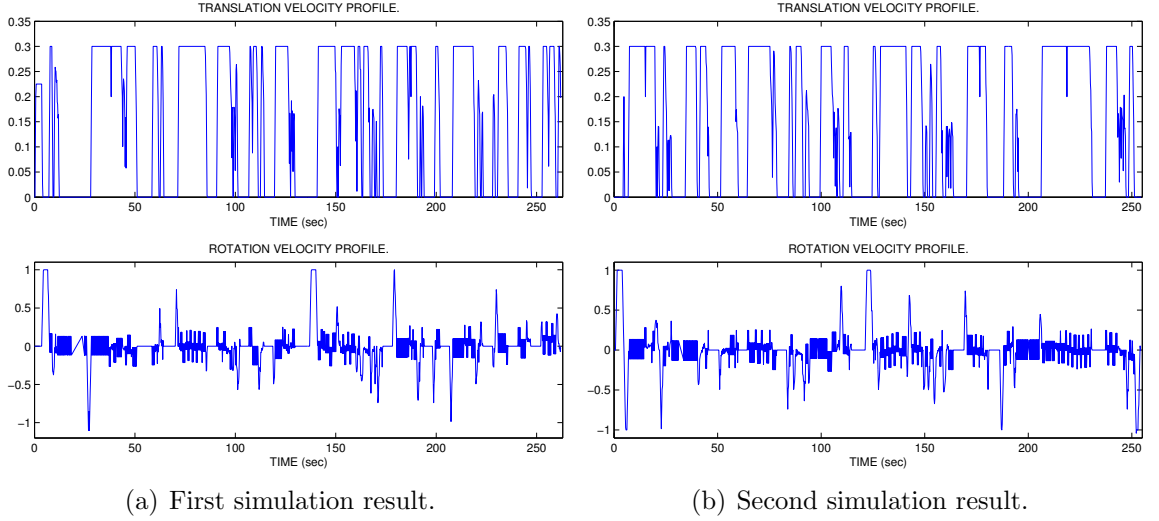 TRANSLATION VELOCITY PROFILE.
0.35
0.3
0.25
0.2
0.15
0.1
0.05
0
0 50 100 150 200 250
TIME (sec)
ROTATION VELOCITY PROFILE.
1
0.5
0
−0.5
−1
0 50 100 150 200 250
TIME (sec)
(a) First simulation result.
TRANSLATION VELOCITY PROFILE.
0.35
0.3
0.25
0.2
0.15
0.1
0.05
0
0 50 100 150 200 250
TIME (sec)
ROTATION VELOCITY PROFILE.
1
0.5
0
−0.5
−1
0 50 100 150 200 250
TIME (sec)
(b) Second simulation result.